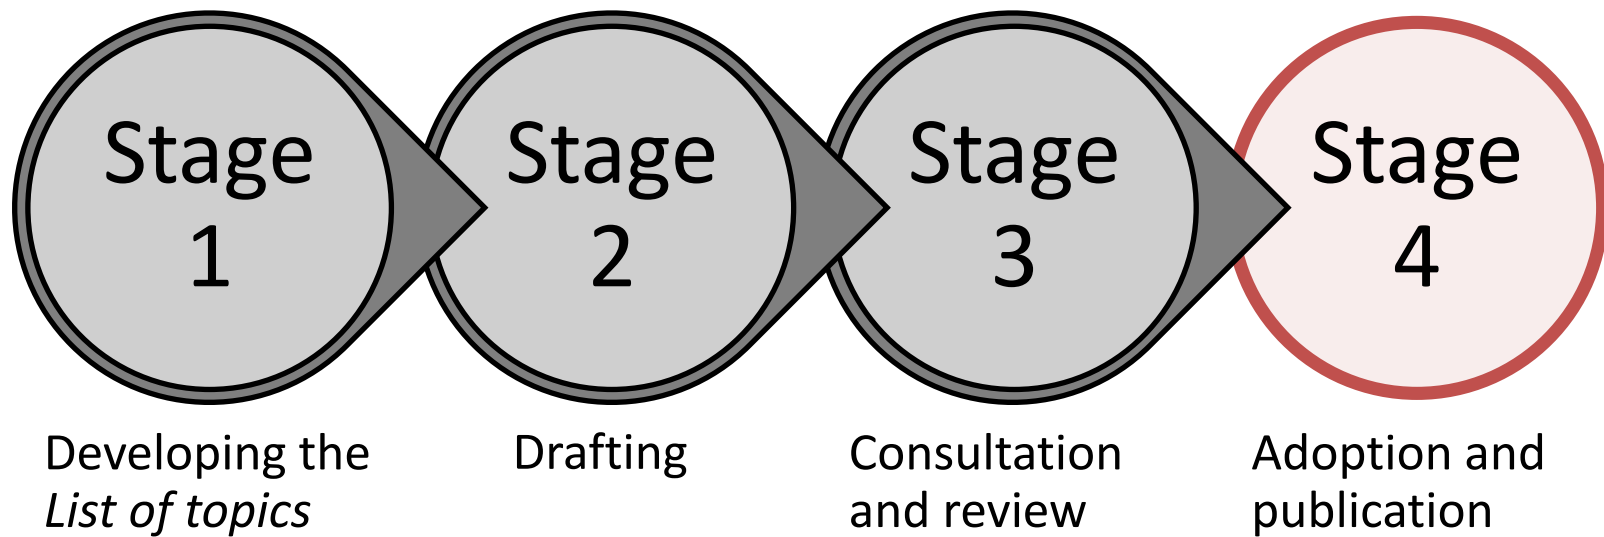 Stage
1
Stage
2
Stage
3
Stage
4
Developing the
List of topics
Drafting
Consultation
and review
Adoption and
publication